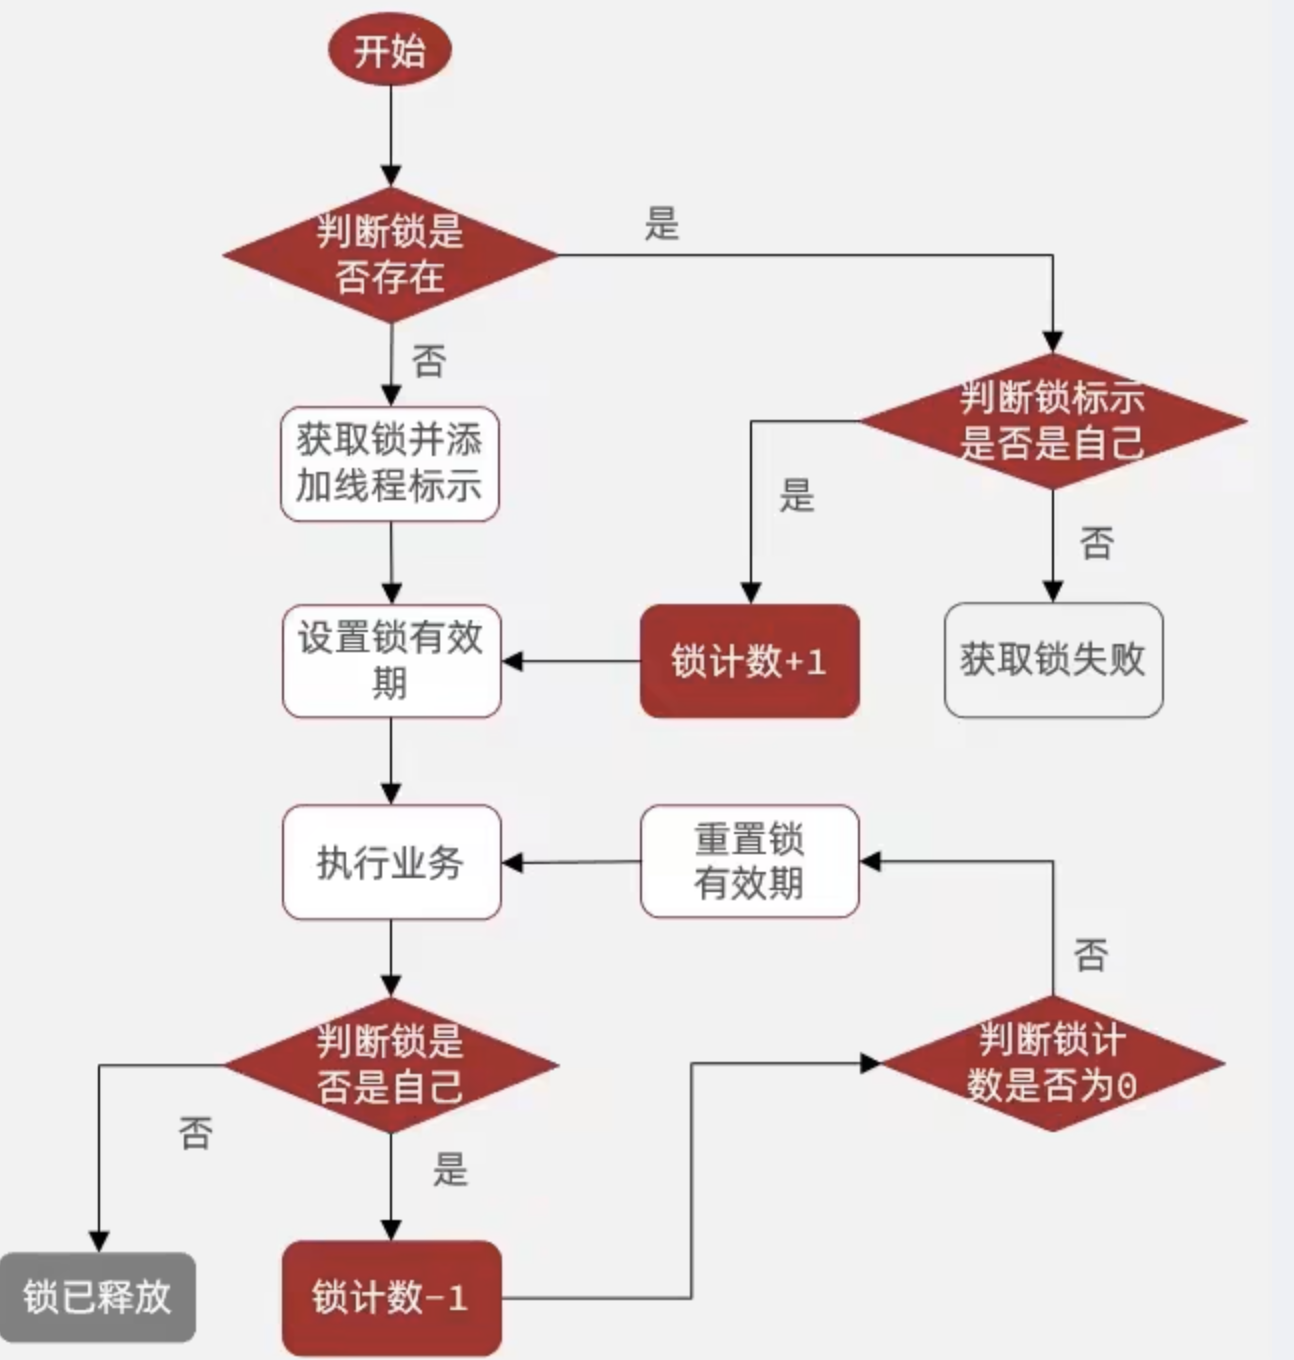 开始
判断锁是
否存在
是
否
判断锁标示
是否是自己
获取锁并添
加线程标示
是
否
设置锁有效
期
锁计数+1
获取锁失败
执行业务
重置锁
有效期
否
判断锁是
否是自己
判断锁计
数是否为0
否
是
锁已释放
锁计数-1